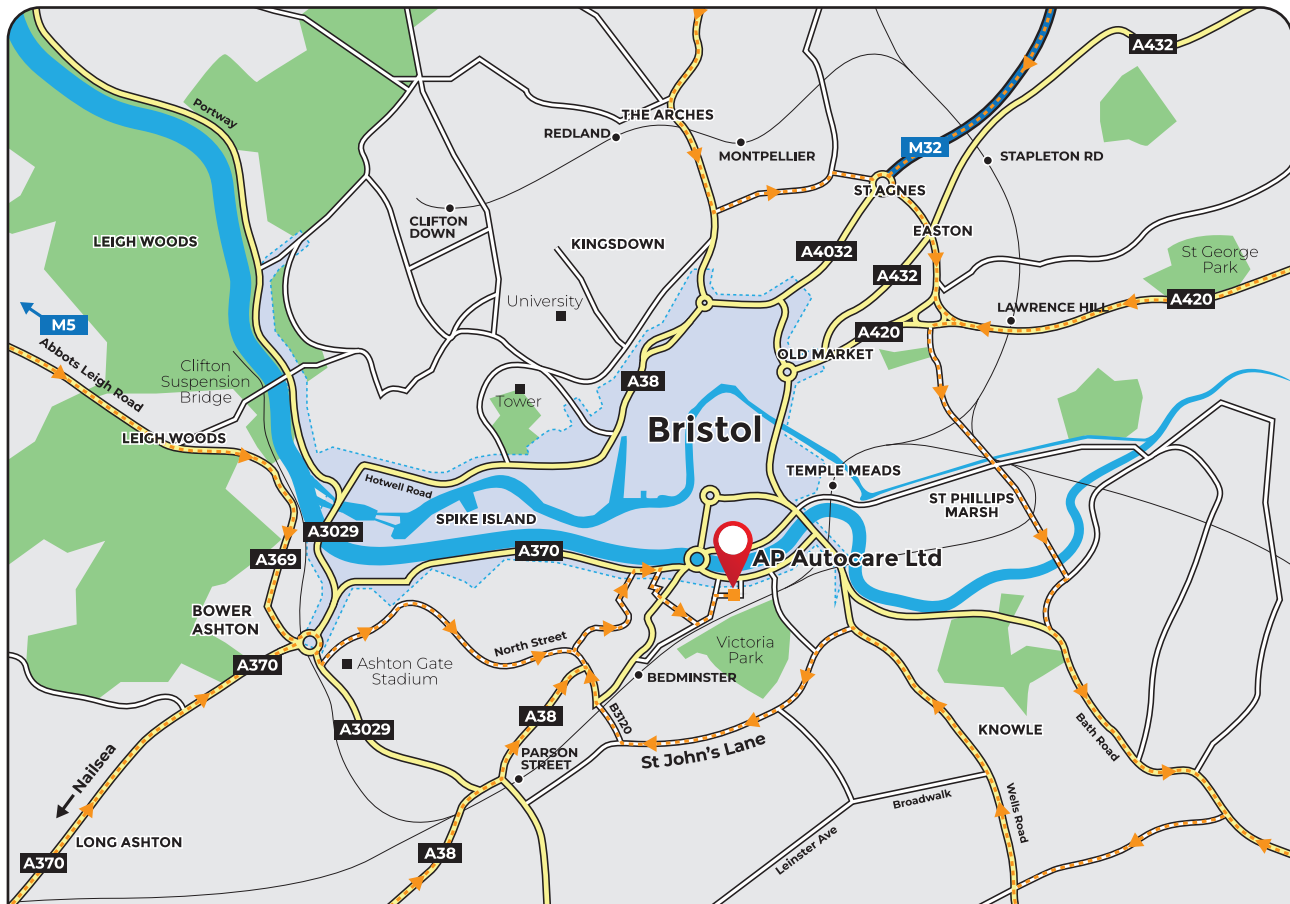 A432
Portway
THE ARCHES
REDLAND
MONTPELLIER
M32
STAPLETON RD
ST AGNES
CLIFTON
DOWN
LEIGH WOODS
KINGSDOWN
EASTON
A4032
St George
Park
A432
University
A420
LAWRENCE HILL
M5
A420
Abbots Leigh Road
Clifton
Suspension
Bridge
OLD MARKET
A38
Tower
Bristol
LEIGH WOODS
TEMPLE MEADS
Hotwell Road
ST PHILLIPS
MARSH
SPIKE ISLAND
A3029
A370
A369
AP Autocare Ltd
BOWER
ASHTON
North Street
Victoria
Park
A370
Ashton Gate
Stadium
BEDMINSTER
A38
B3120
A3029
KNOWLE
Bath Road
St John's Lane
PARSON
STREET
Nailsea
Broadwalk
Wells Road
LONG ASHTON
Leinster Ave
A38
A370